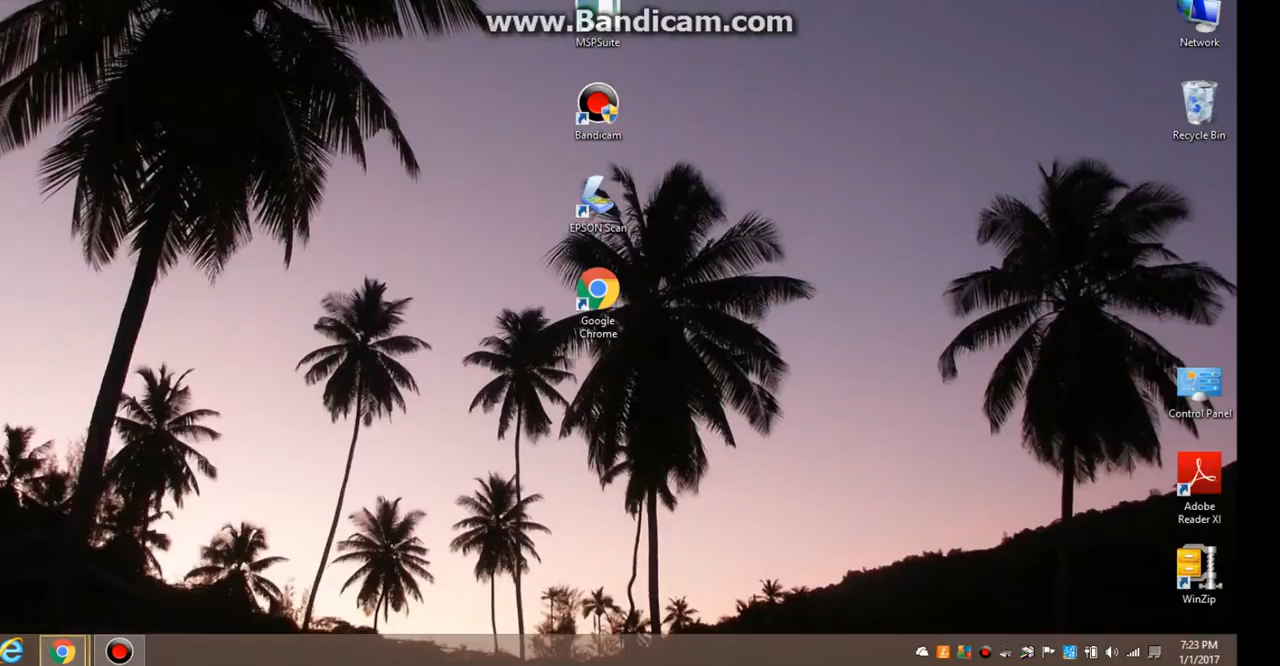 www.Bandicam.com
MSPSuite
Network
Bandicam
Recycle Bin
EPSON Scan
Google
Chrome
Control Panel
Adobe
Reader XI
WinZip
7:23 PM
1/1/2017